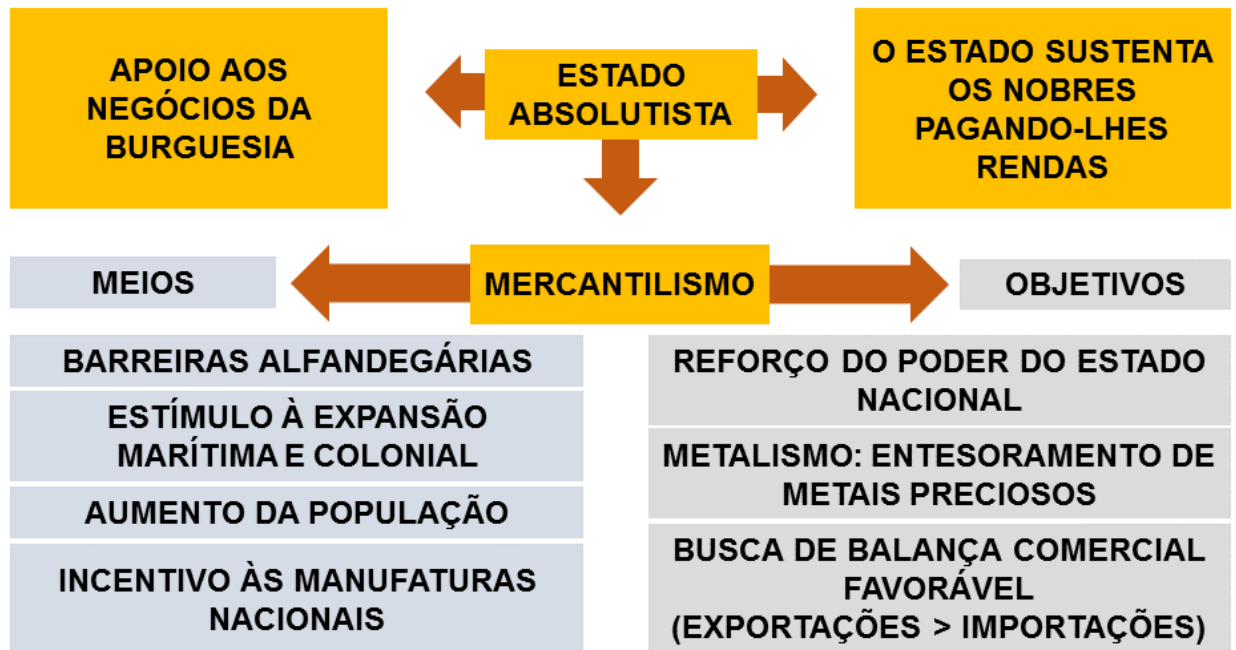 APOIO AOS
NEGÓCIOS DA
BURGUESIA
ESTADO
ABSOLUTISTA
O ESTADO SUSTENTA
OS NOBRES
PAGANDO-LHES
RENDAS
MEIOS
MERCANTILISMO
OBJETIVOS
BARREIRAS ALFANDEGÁRIAS
ESTÍMULO À EXPANSÃO
MARÍTIMA E COLONIAL
AUMENTO DA POPULAÇÃO
INCENTIVO ÀS MANUFATURAS
NACIONAIS
REFORÇO DO PODER DO ESTADO
NACIONAL
METALISMO: ENTESORAMENTO DE
METAIS PRECIOSOS
BUSCA DE BALANÇA COMERCIAL
FAVORÁVEL
(EXPORTAÇÕES > IMPORTAÇÕES)